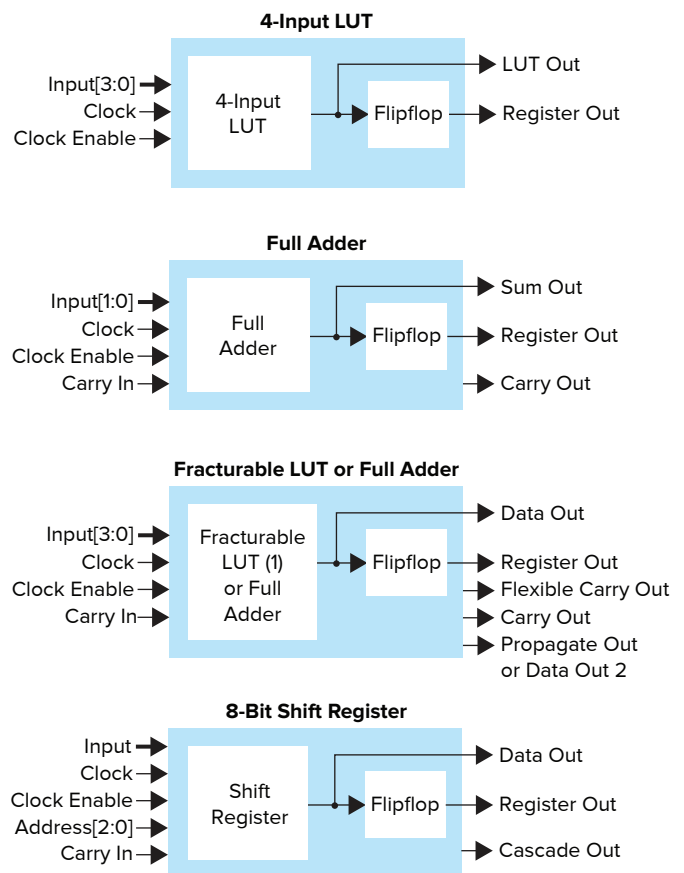 4-Input LUT
Input[3:0]
Clock
Clock Enable
4-Input
LUT
Flipflop
LUT Out
Register Out
Full Adder
Input[1:0]
Clock
Clock Enable
Carry In
Full
Adder
Flipflop
Sum Out
Register Out
Carry Out
Fracturable LUT or Full Adder
Input[3:0]
Clock
Clock Enable
Carry In
Fracturable
LUT (1)
or Full
Adder
Flipflop
Data Out
Register Out
Flexible Carry Out
Carry Out
Propagate Out
or Data Out 2
8-Bit Shift Register
Input
Clock
Clock Enable
Address[2:0]
Carry In
Shift
Register
Flipflop
Data Out
Register Out
Cascade Out